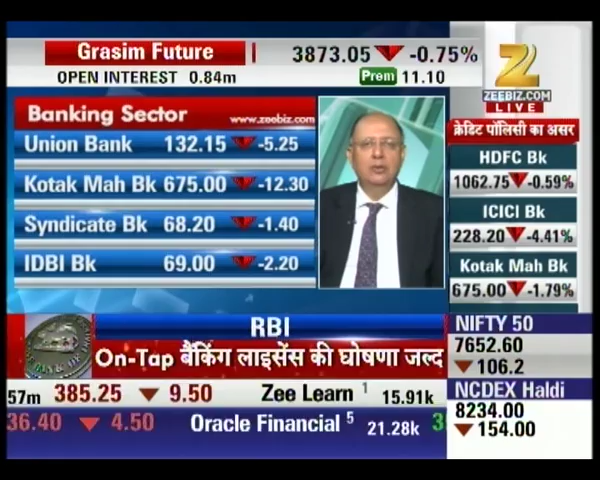 Grasim Future 3873.05 -0.75%
OPEN INTEREST 0.84m Prem 11.10
ZEEBIZ.COM
LIVE
Banking Sector www.zeebiz.com
Union Bank 132.15 -5.25
Kotak Mah Bk 675.00 -12.30
Syndicate Bk 68.20 -1.40
IDBI Bk 69.00 -2.20
क्रेडिट पॉलिसी का असर
HDFC Bk
1062.75 -0.59%
ICICI Bk
228.20 -4.41%
Kotak Mah Bk
675.00 -1.79%
RBI
On-Tap बैंकिंग लाइसेंस की घोषणा जल्द
NIFTY 50
7652.60
106.2
NCDEX Haldi
8234.00
154.00
57m 385.25 9.50 Zee Learn 1 15.91k
36.40 4.50 Oracle Financial 5 21.28k